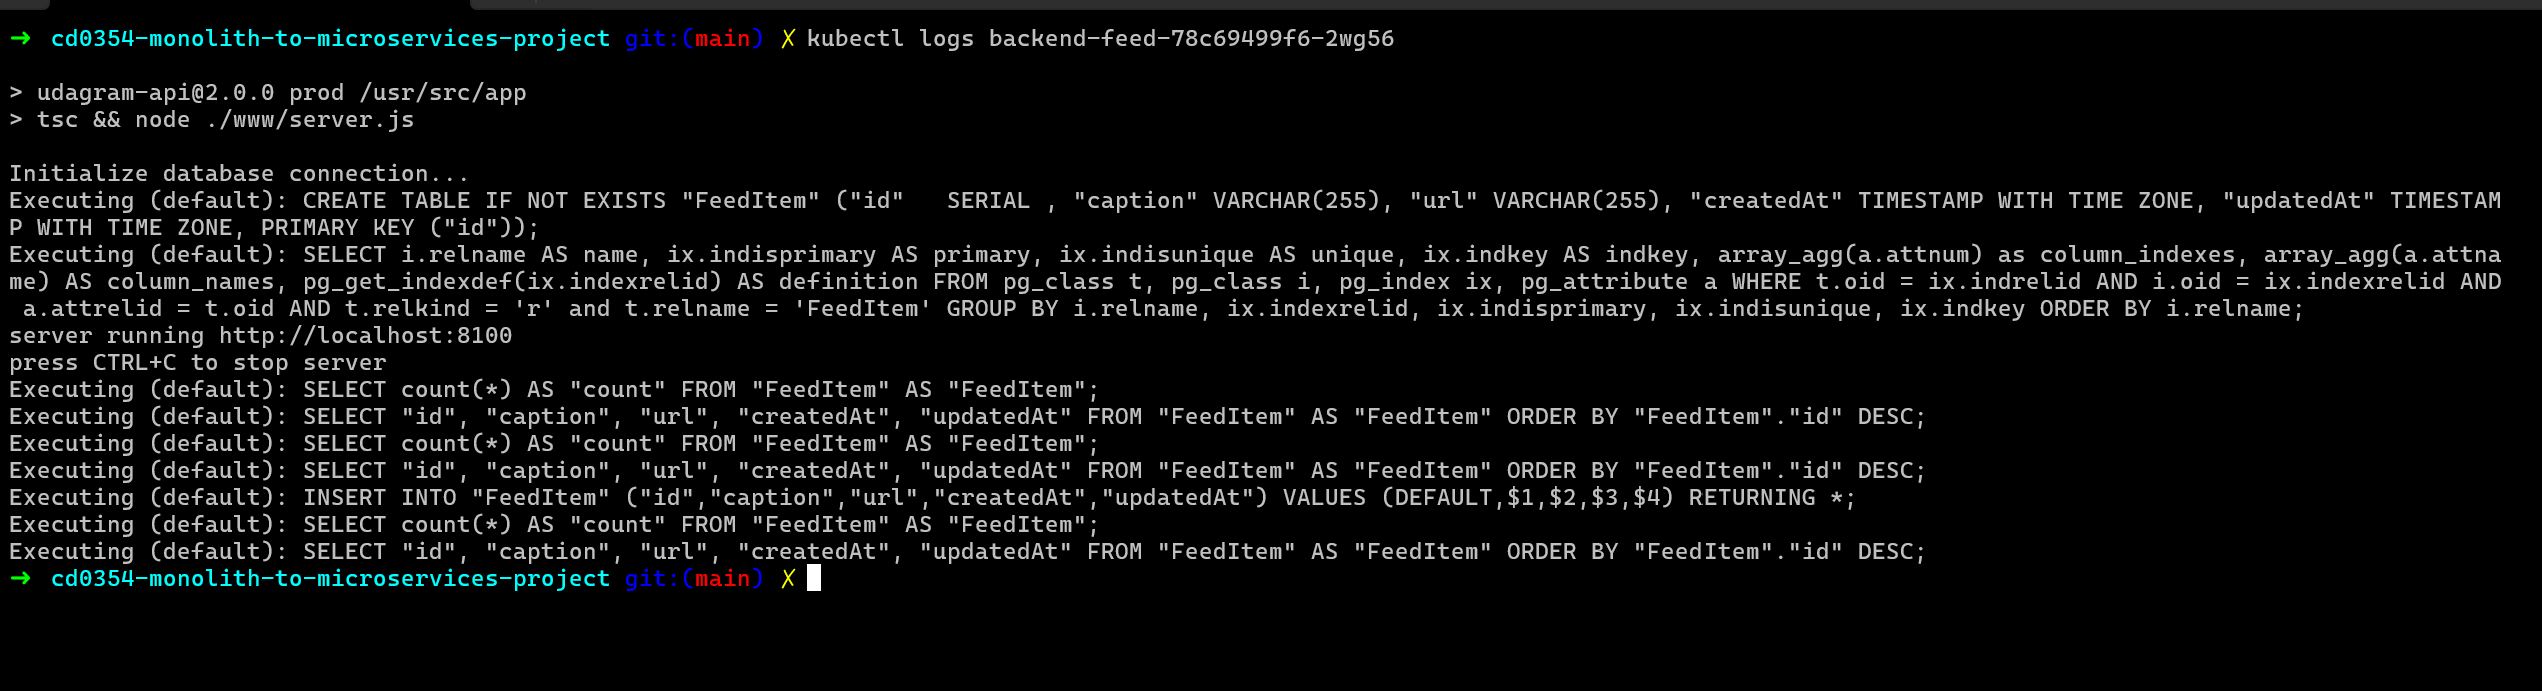 ➜ cd0354-monolith-to-microservices-project git:(main) ✗ kubectl logs backend-feed-78c69499f6-2wg56
> udagram-api@2.0.0 prod /usr/src/app
> tsc && node ./www/server.js
Initialize database connection...
Executing (default): CREATE TABLE IF NOT EXISTS "FeedItem" ("id"   SERIAL , "caption" VARCHAR(255), "url" VARCHAR(255), "createdAt" TIMESTAMP WITH TIME ZONE, "updatedAt" TIMESTAM
P WITH TIME ZONE, PRIMARY KEY ("id"));
Executing (default): SELECT i.relname AS name, ix.indisprimary AS primary, ix.indisunique AS unique, ix.indkey AS indkey, array_agg(a.attnum) as column_indexes, array_agg(a.attna
me) AS column_names, pg_get_indexdef(ix.indexrelid) AS definition FROM pg_class t, pg_class i, pg_index ix, pg_attribute a WHERE t.oid = ix.indrelid AND i.oid = ix.indexrelid AND
 a.attrelid = t.oid AND t.relkind = 'r' and t.relname = 'FeedItem' GROUP BY i.relname, ix.indexrelid, ix.indisprimary, ix.indisunique, ix.indkey ORDER BY i.relname;
server running http://localhost:8100
press CTRL+C to stop server
Executing (default): SELECT count(*) AS "count" FROM "FeedItem" AS "FeedItem";
Executing (default): SELECT "id", "caption", "url", "createdAt", "updatedAt" FROM "FeedItem" AS "FeedItem" ORDER BY "FeedItem"."id" DESC;
Executing (default): SELECT count(*) AS "count" FROM "FeedItem" AS "FeedItem";
Executing (default): SELECT "id", "caption", "url", "createdAt", "updatedAt" FROM "FeedItem" AS "FeedItem" ORDER BY "FeedItem"."id" DESC;
Executing (default): INSERT INTO "FeedItem" ("id","caption","url","createdAt","updatedAt") VALUES (DEFAULT,$1,$2,$3,$4) RETURNING *;
Executing (default): SELECT count(*) AS "count" FROM "FeedItem" AS "FeedItem";
Executing (default): SELECT "id", "caption", "url", "createdAt", "updatedAt" FROM "FeedItem" AS "FeedItem" ORDER BY "FeedItem"."id" DESC;
➜ cd0354-monolith-to-microservices-project git:(main) ✗